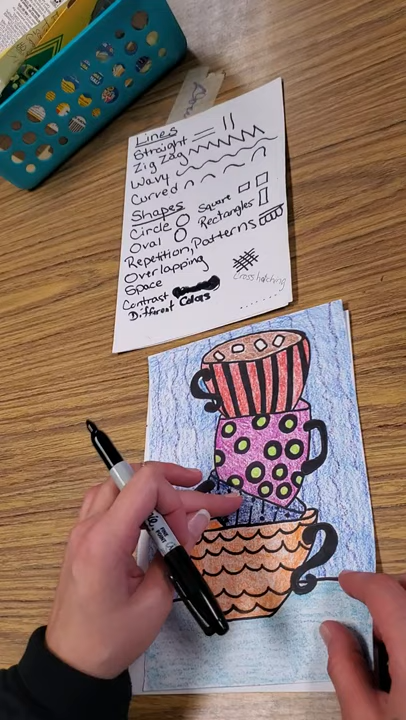 Lines
Straight
Zig Zag
Wavy
Curved
Shapes
Circle
Square
Oval
Rectangles
Repetition, Patterns
Overlapping
Space
Crosshatching
Contrast
Different Colors